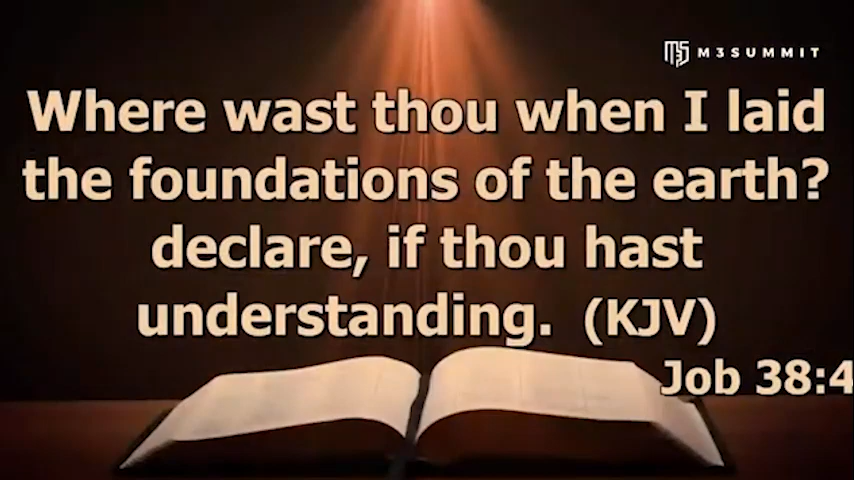 M3SUMMIT
Where wast thou when I laid
the foundations of the earth?
declare, if thou hast
understanding. (KJV)
Job 38:4